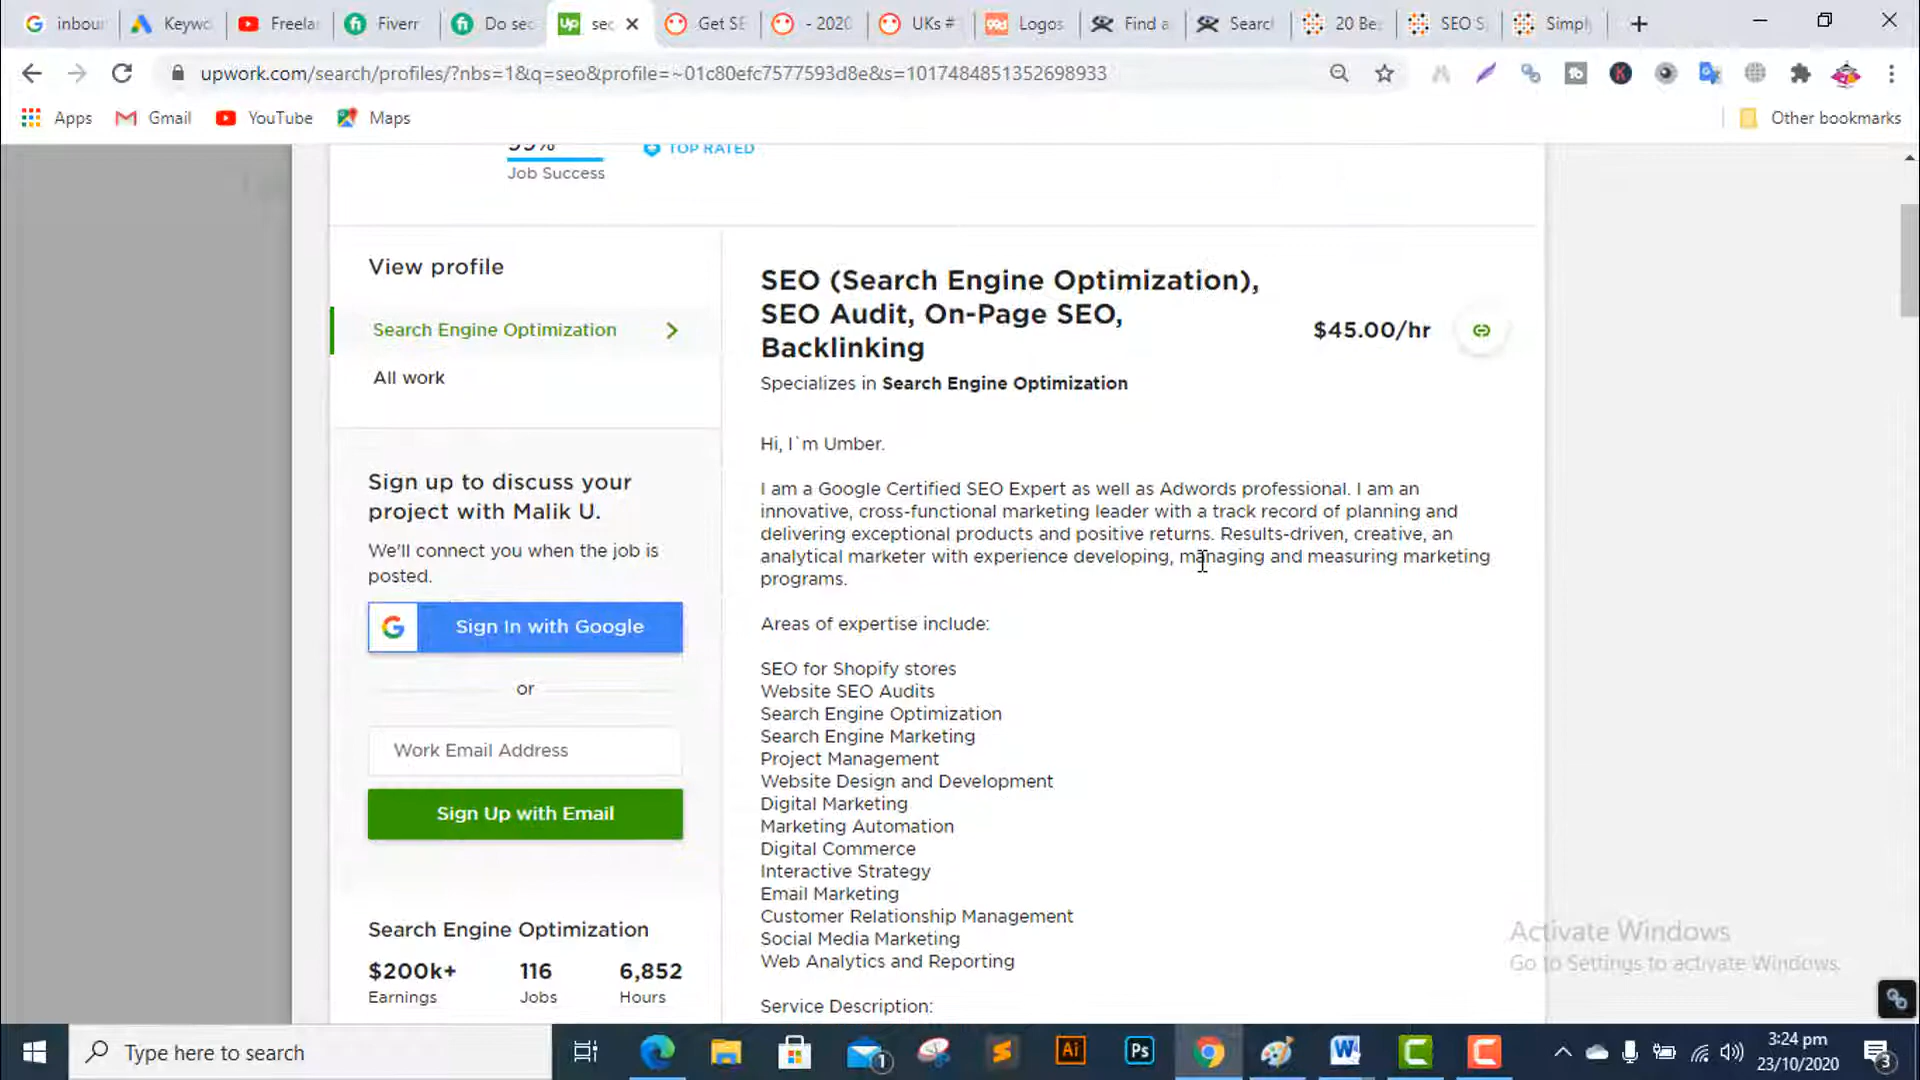 inbour
Keywo
Freelan
Fiverr
Do sec
sec
Get SE
- 2020
UKs #
Logos
Find a
Search
20 Be
SEO S
Simply
upwork.com/search/profiles/?nbs=1&q=seo&profile=~01c80efc7577593d8e&s=1017484851352698933
Apps
Gmail
YouTube
Maps
Other bookmarks
99%
TOP RATED
Job Success
View profile
Search Engine Optimization
All work
Sign up to discuss your
project with Malik U.
We'll connect you when the job is
posted.
Sign In with Google
or
Work Email Address
Sign Up with Email
Search Engine Optimization
$200k+ 116 6,852
Earnings Jobs Hours
SEO (Search Engine Optimization),
SEO Audit, On-Page SEO,
Backlinking
$45.00/hr
Specializes in Search Engine Optimization
Hi, I`m Umber.
I am a Google Certified SEO Expert as well as Adwords professional. I am an
innovative, cross-functional marketing leader with a track record of planning and
delivering exceptional products and positive returns. Results-driven, creative, an
analytical marketer with experience developing, managing and measuring marketing
programs.
Areas of expertise include:
SEO for Shopify stores
Website SEO Audits
Search Engine Optimization
Search Engine Marketing
Project Management
Website Design and Development
Digital Marketing
Marketing Automation
Digital Commerce
Interactive Strategy
Email Marketing
Customer Relationship Management
Social Media Marketing
Web Analytics and Reporting
Service Description:
Activate Windows
Go to Settings to activate Windows.
Type here to search
1
Ai
Ps
3:24 pm
23/10/2020
3